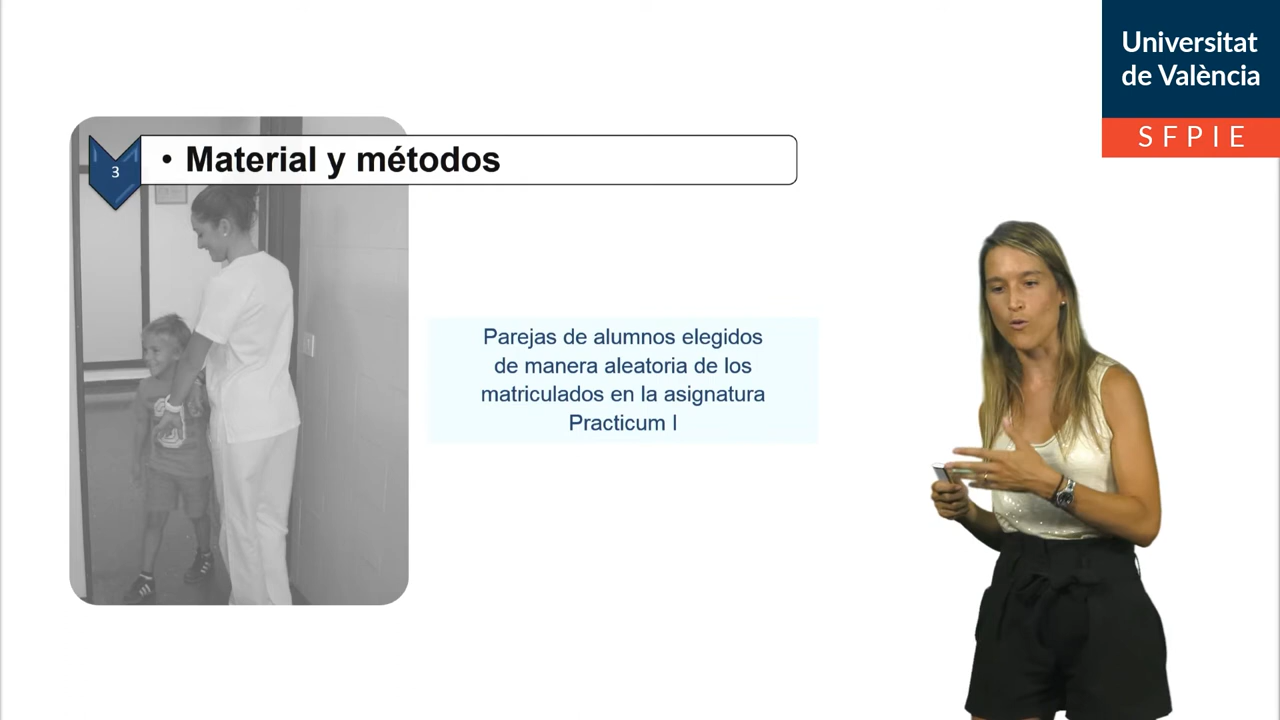 Universitat
de València
SFPIE
3
• Material y métodos
Parejas de alumnos elegidos
de manera aleatoria de los
matriculados en la asignatura
Practicum I